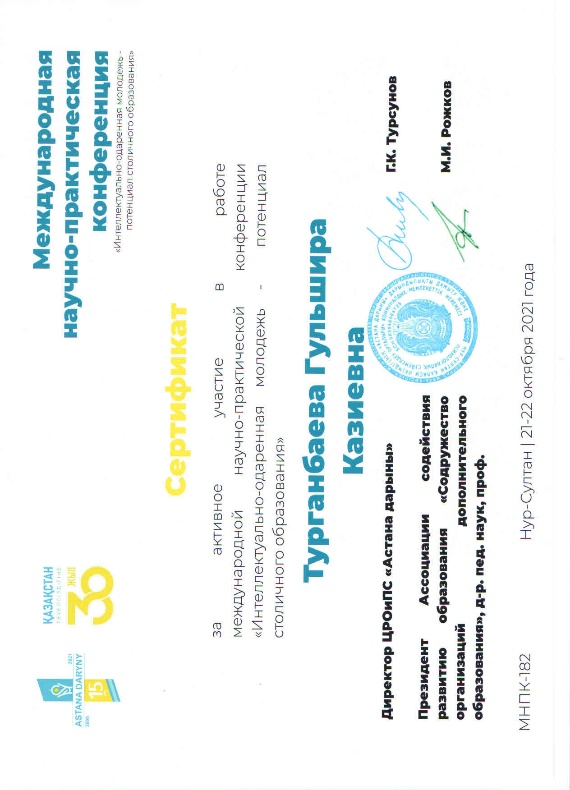 ASTANA DARYNY
15
2006
2021
ҚАЗАҚСТАН
ТӘУЕЛСІЗДІГІНЕ
30
ЖЫЛ
Международная
научно-практическая
конференция
«Интеллектуально-одаренная молодежь -
потенциал столичного образования»
Сертификат
за активное участие в работе
международной научно-практической конференции
«Интеллектуально-одаренная молодежь - потенциал
столичного образования»
Турганбаева Гульшира
Казиевна
Директор ЦРОиПС «Астана дарыны»
Г.К. Турсунов
Президент Ассоциации содействия
развитию образования «Содружество
организаций дополнительного
образования», д-р. пед. наук, проф.
М.И. Рожков
МНПК-182
Нур-Султан | 21-22 октября 2021 года